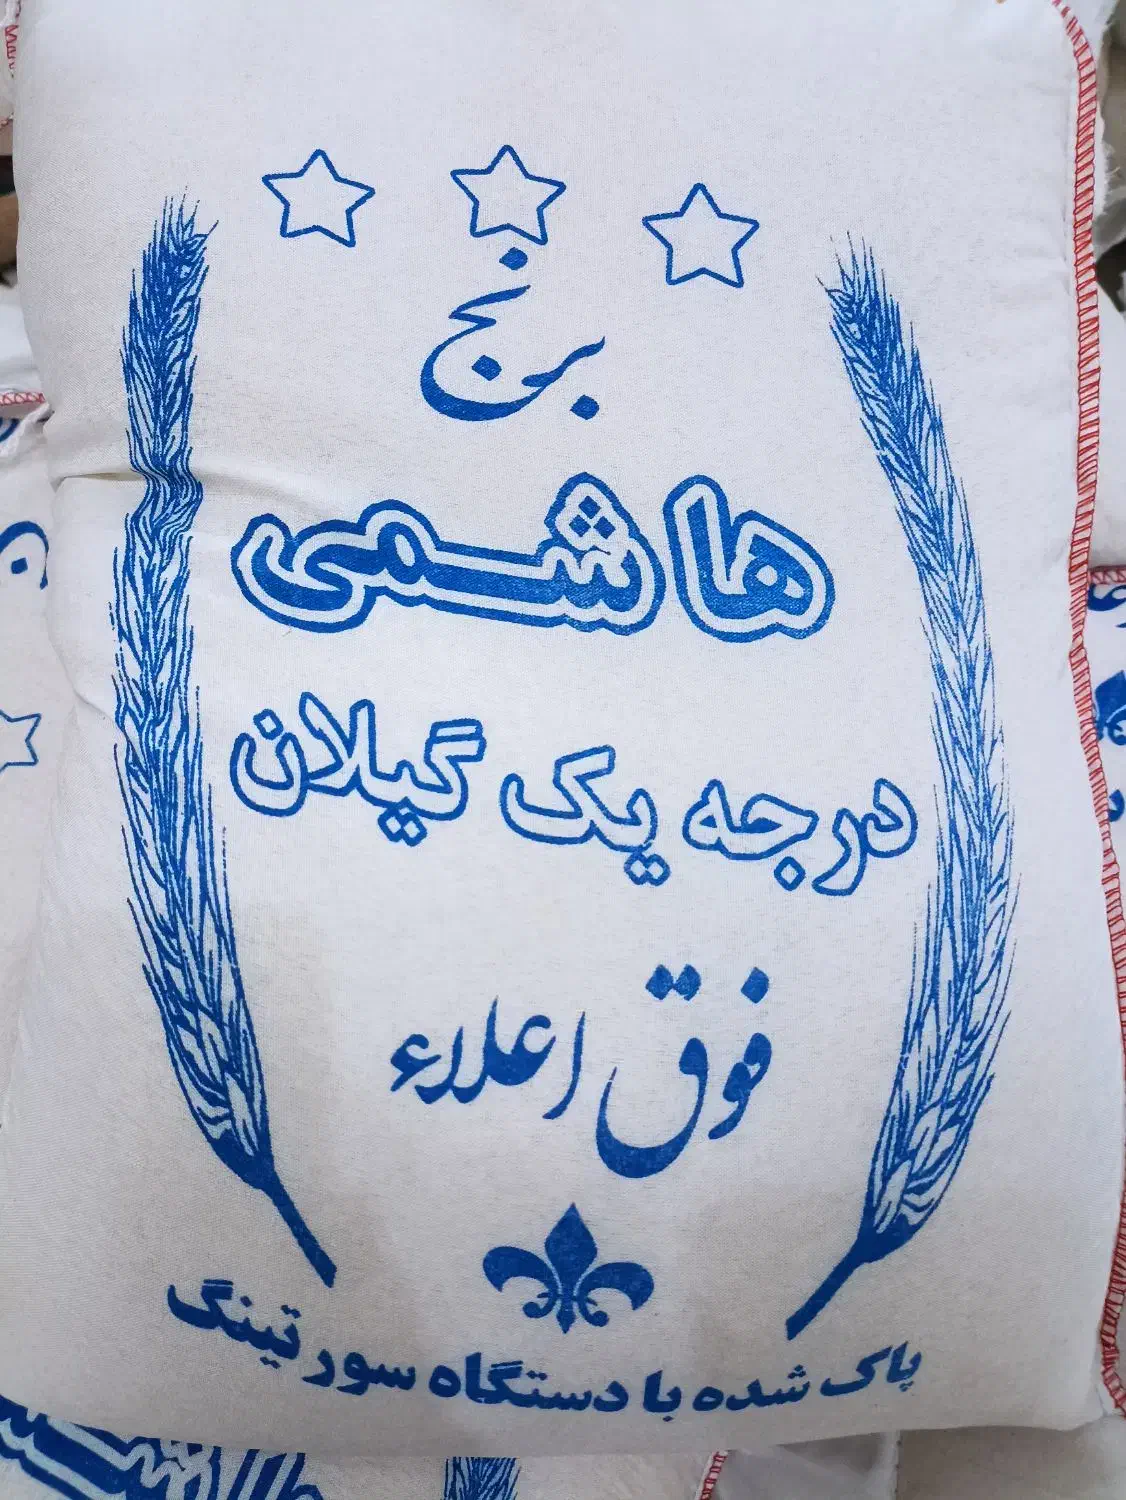 برنج
هاشمی
درجه یک گیلان
فوق اعلاء
پاک شده با دستگاه سورتینگ